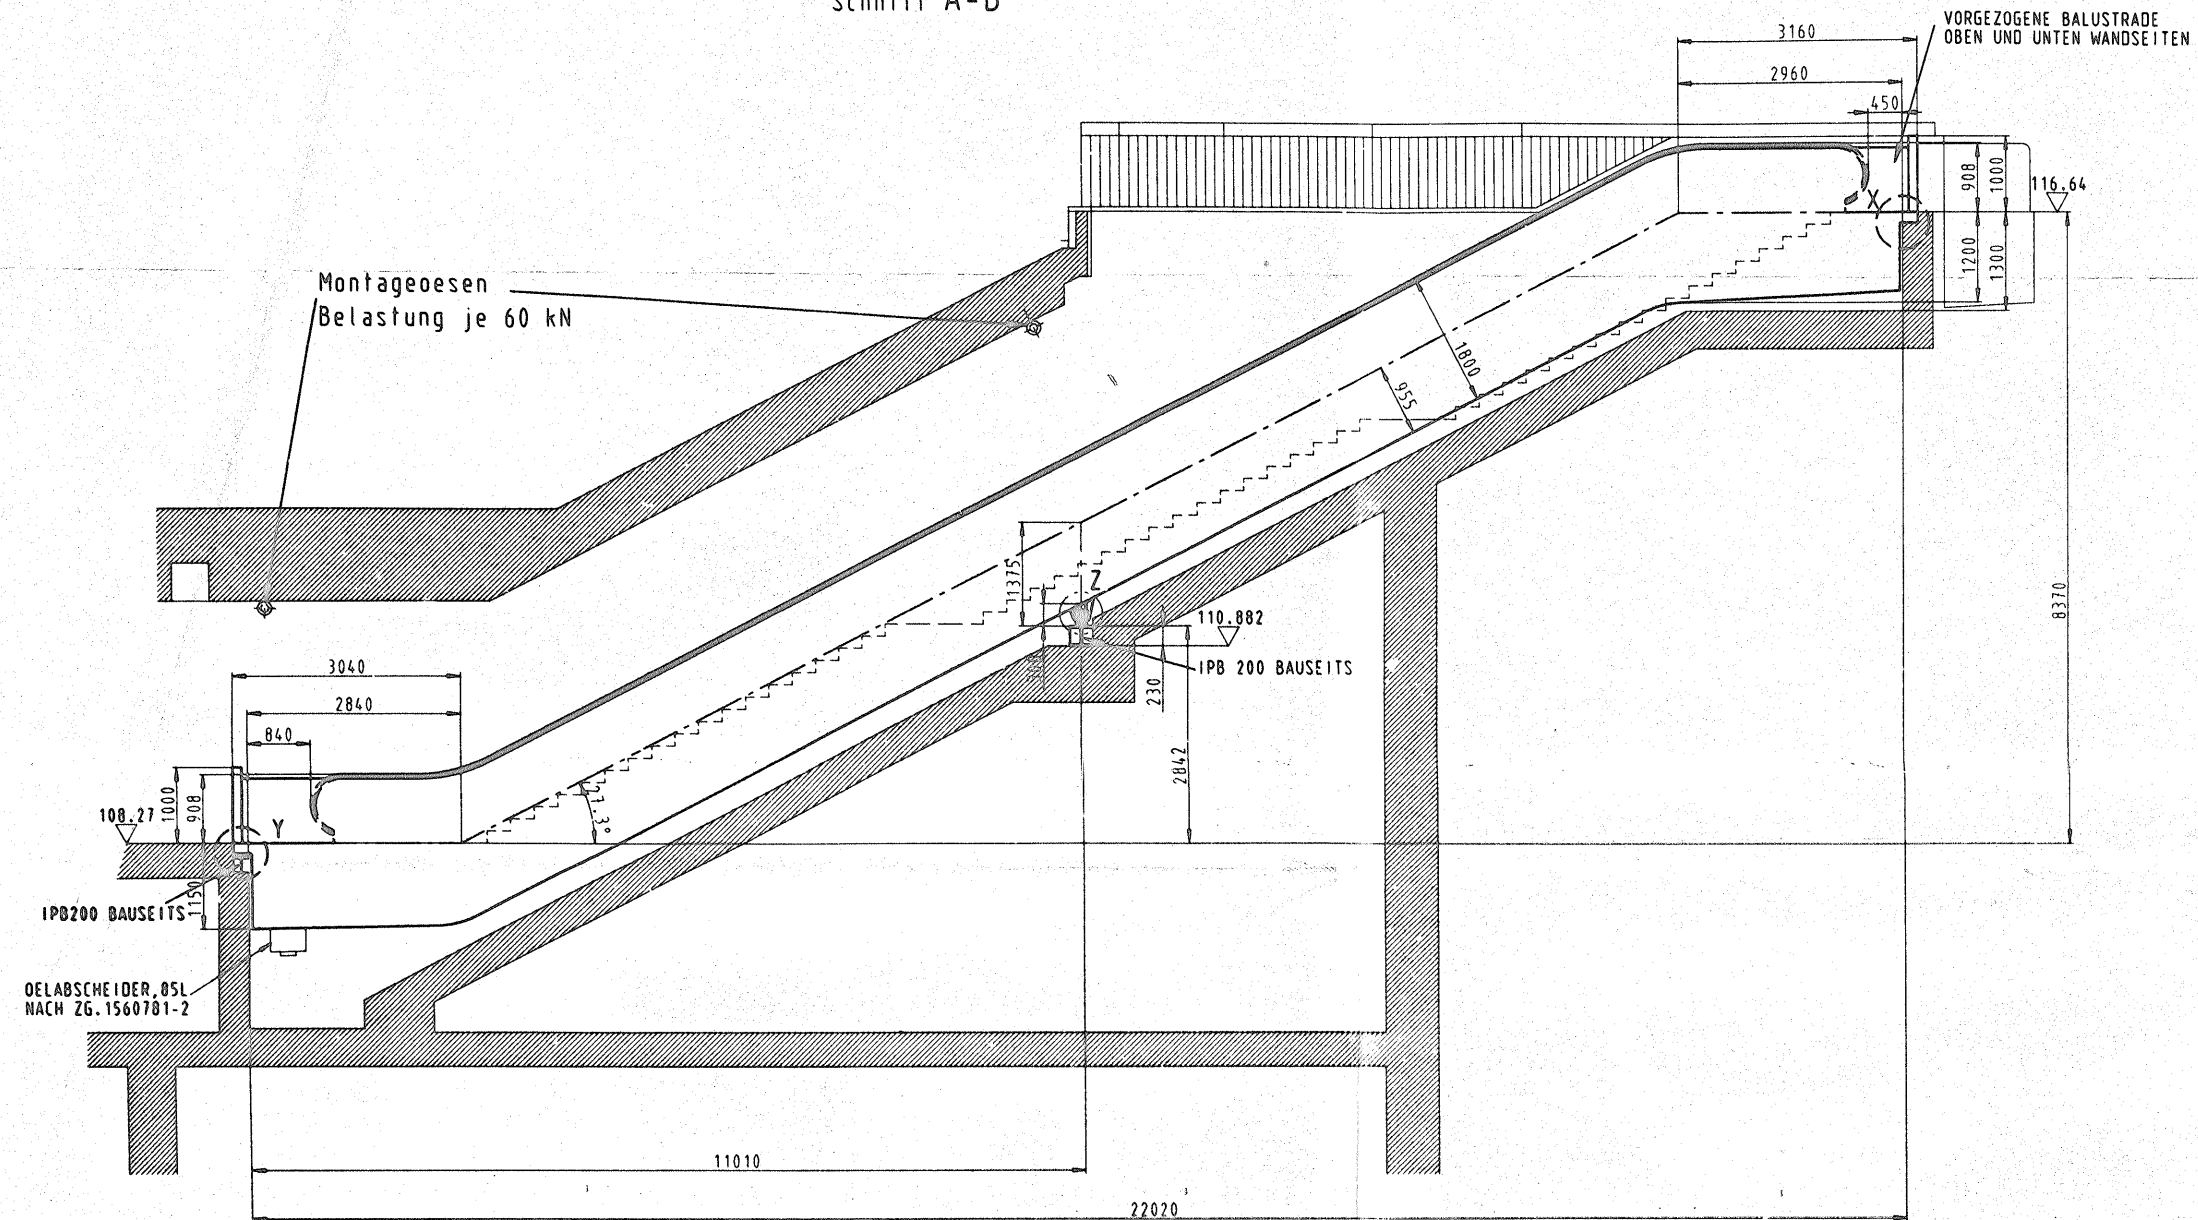 Schnitt A-B
VORGEZOGENE BALUSTRADE
OBEN UND UNTEN WANDSEITEN
3160
2960
450
908
1000
116.64
X
1200
1300
Montageoesen
Belastung je 60 kN
1800
955
1375
Z
110.882
IPB 200 BAUSEITS
230
2842
8370
3040
2840
840
1000
908
108.27
Y
27.3°
1150
IPB200 BAUSEITS
OELABSCHEIDER,85L
NACH ZG.1560781-2
11010
22020